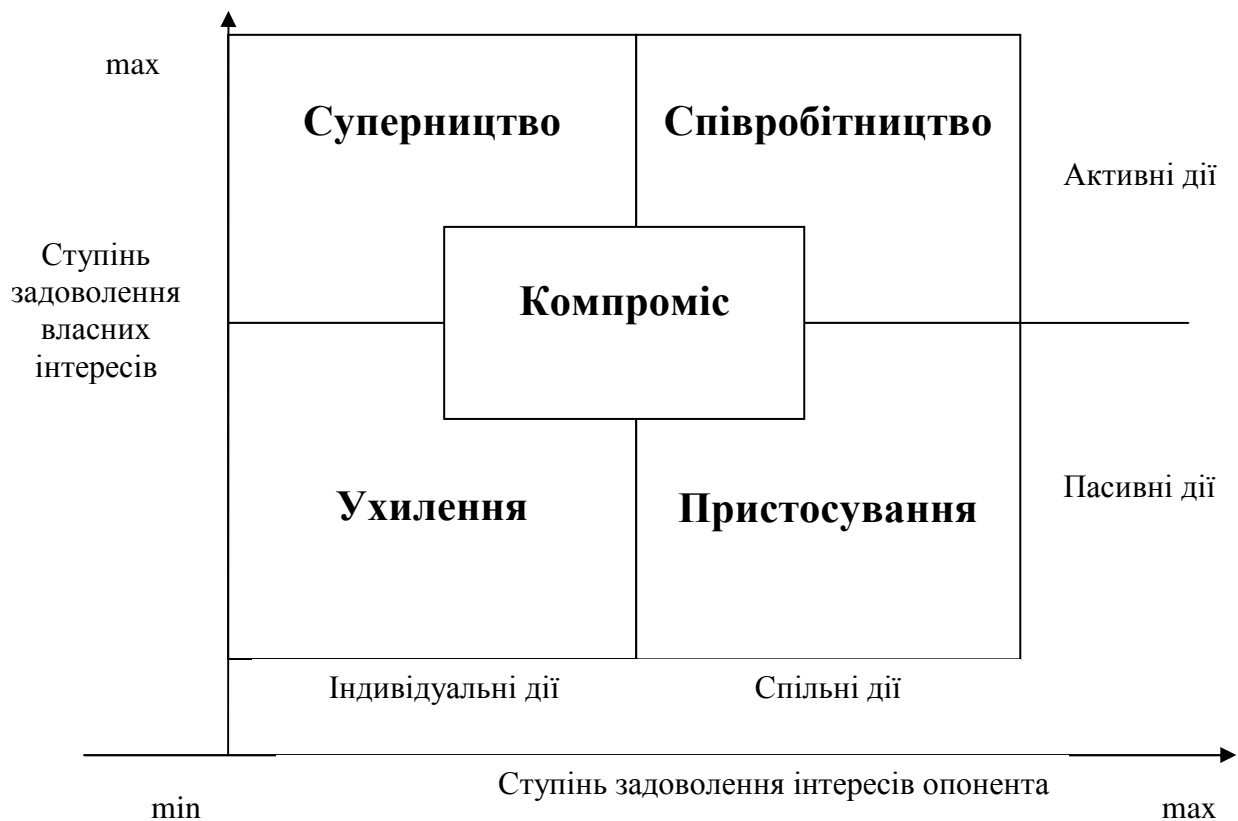 max
Суперництво
Співробітництво
Активні дії
Ступінь
задоволення
власних
інтересів
Компроміс
Ухилення
Пристосування
Пасивні дії
Індивідуальні дії
Спільні дії
Ступінь задоволення інтересів опонента
min
max